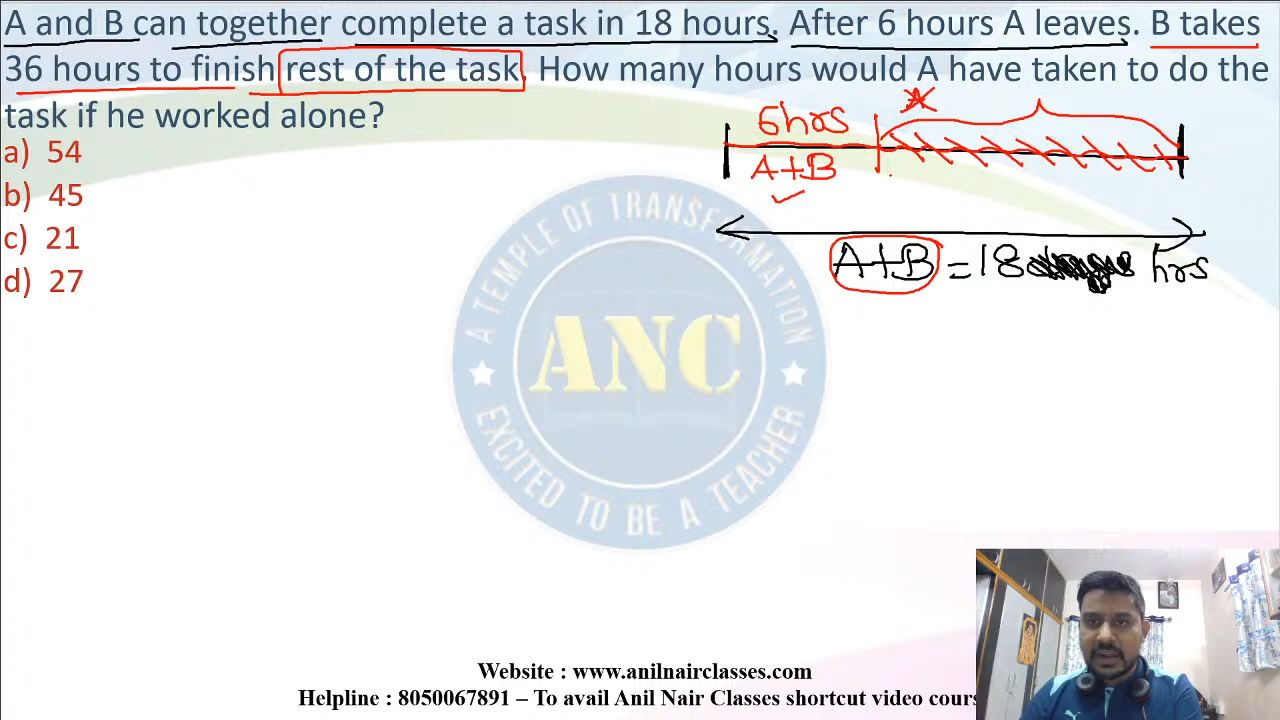 A and B can together complete a task in 18 hours. After 6 hours A leaves. B takes
36 hours to finish rest of the task. How many hours would A have taken to do the
task if he worked alone?
a) 54
b) 45
c) 21
d) 27
6hrs
A+B
A+B = 18 hrs
A TEMPLE OF TRANSFORMATION
ANC
EXCITED TO BE A TEACHER
Website : www.anilnairclasses.com
Helpline : 8050067891 – To avail Anil Nair Classes shortcut video cours